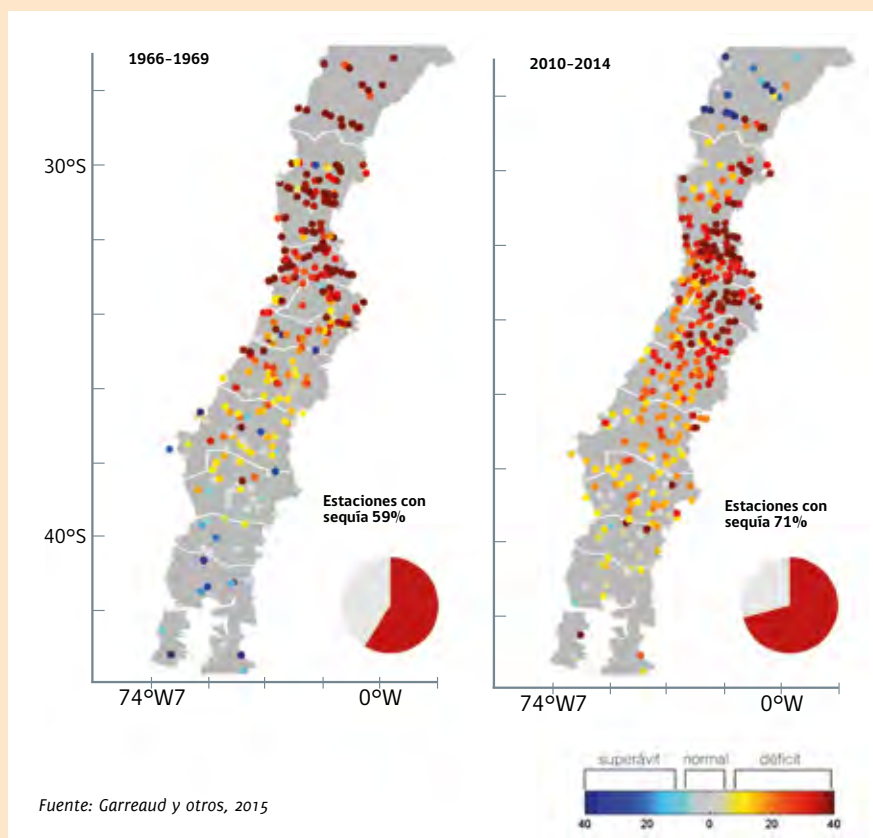 1966-1969
2010-2014
30°S
40°S
Estaciones con
sequía 59%
Estaciones con
sequía 71%
74°W7
0°W
74°W7
0°W
superávit normal déficit
40 20 0 20 40
Fuente: Garreaud y otros, 2015